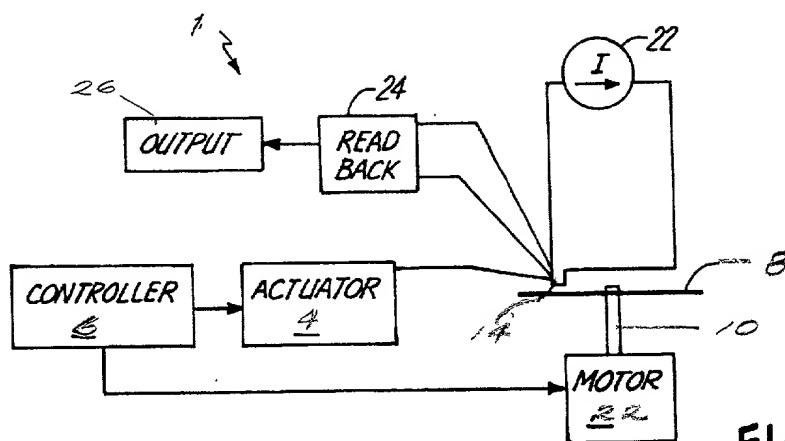 1
22
I
26
24
OUTPUT
READ
BACK
CONTROLLER
6
ACTUATOR
4
14
8
10
MOTOR
22